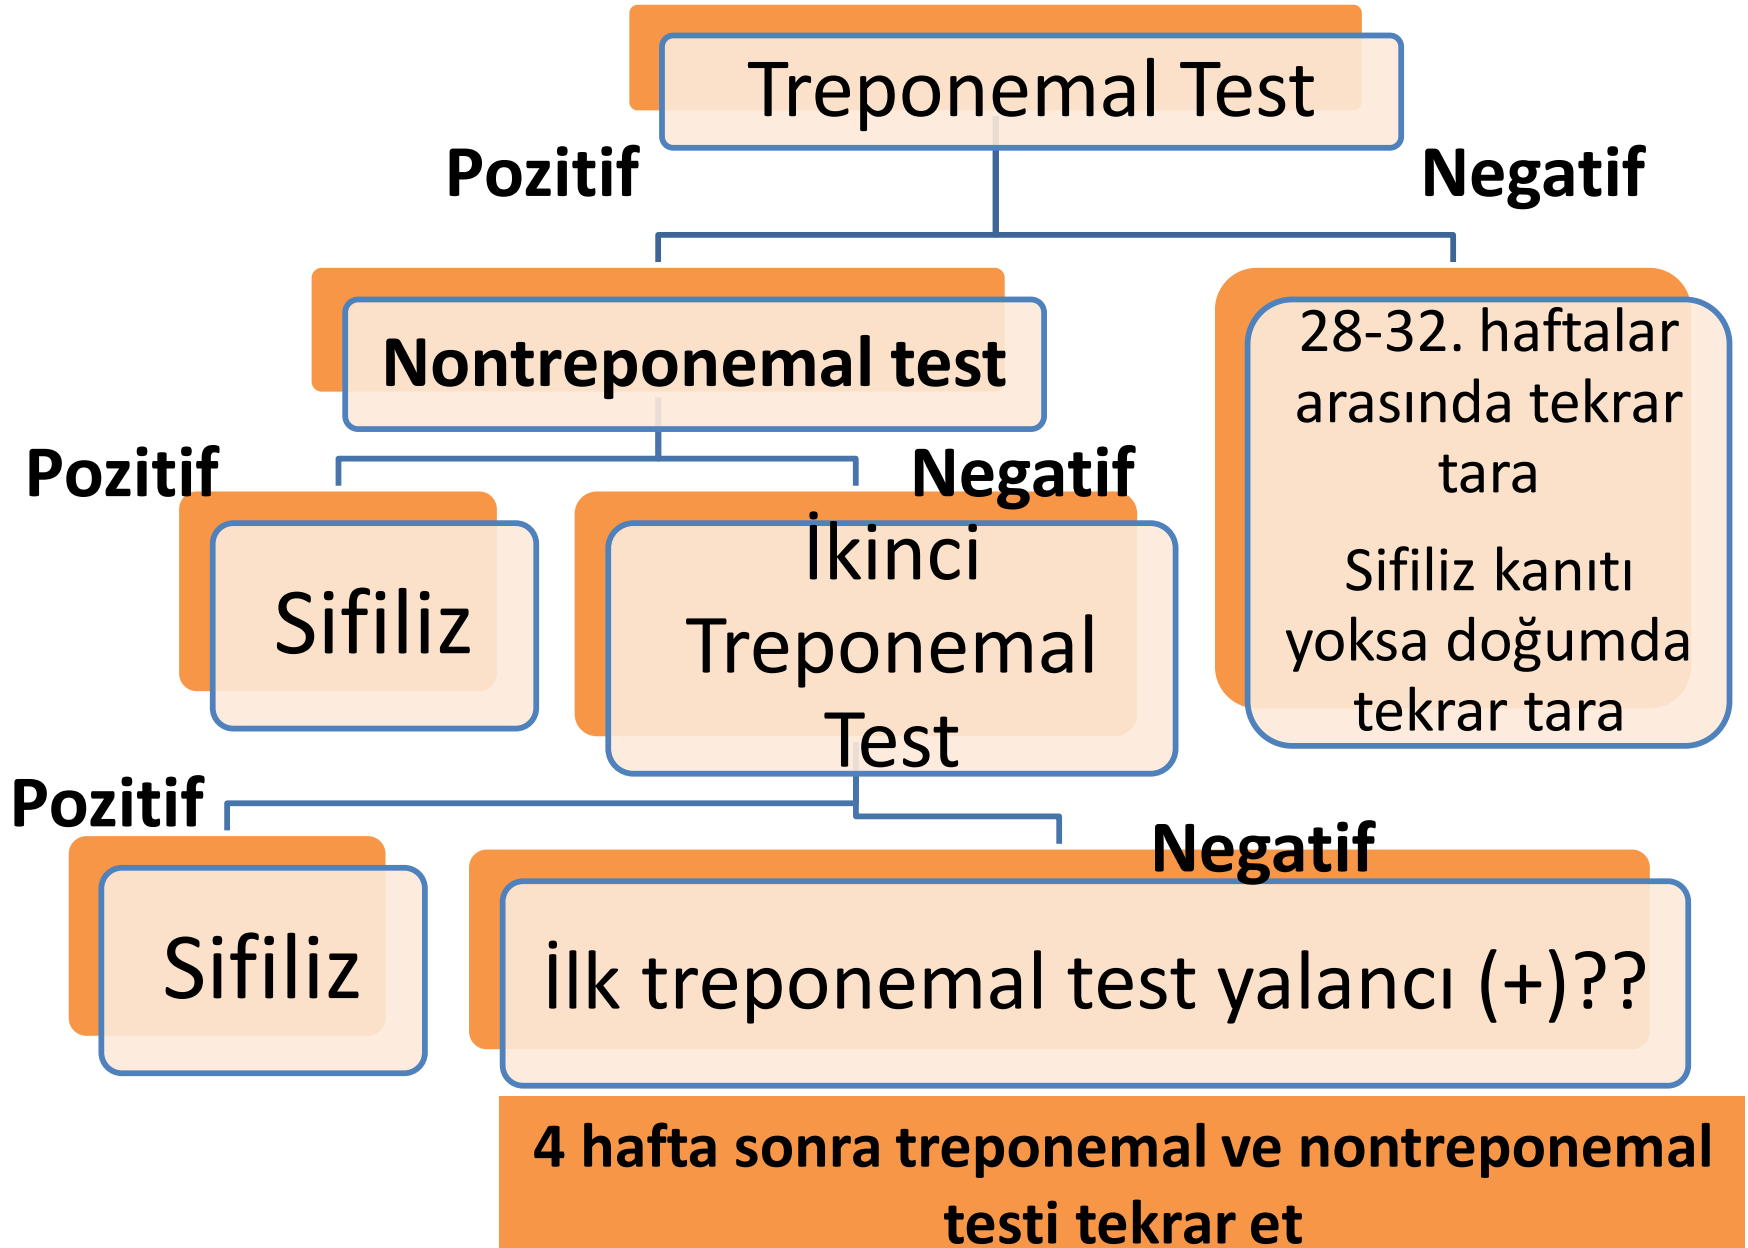 Treponemal Test
Pozitif
Negatif
Nontreponemal test
28-32. haftalar
arasında tekrar
tara
Sifiliz kanıtı
yoksa doğumda
tekrar tara
Pozitif
Negatif
Sifiliz
İkinci
Treponemal
Test
Pozitif
Negatif
Sifiliz
İlk treponemal test yalancı (+)??
4 hafta sonra treponemal ve nontreponemal
testi tekrar et